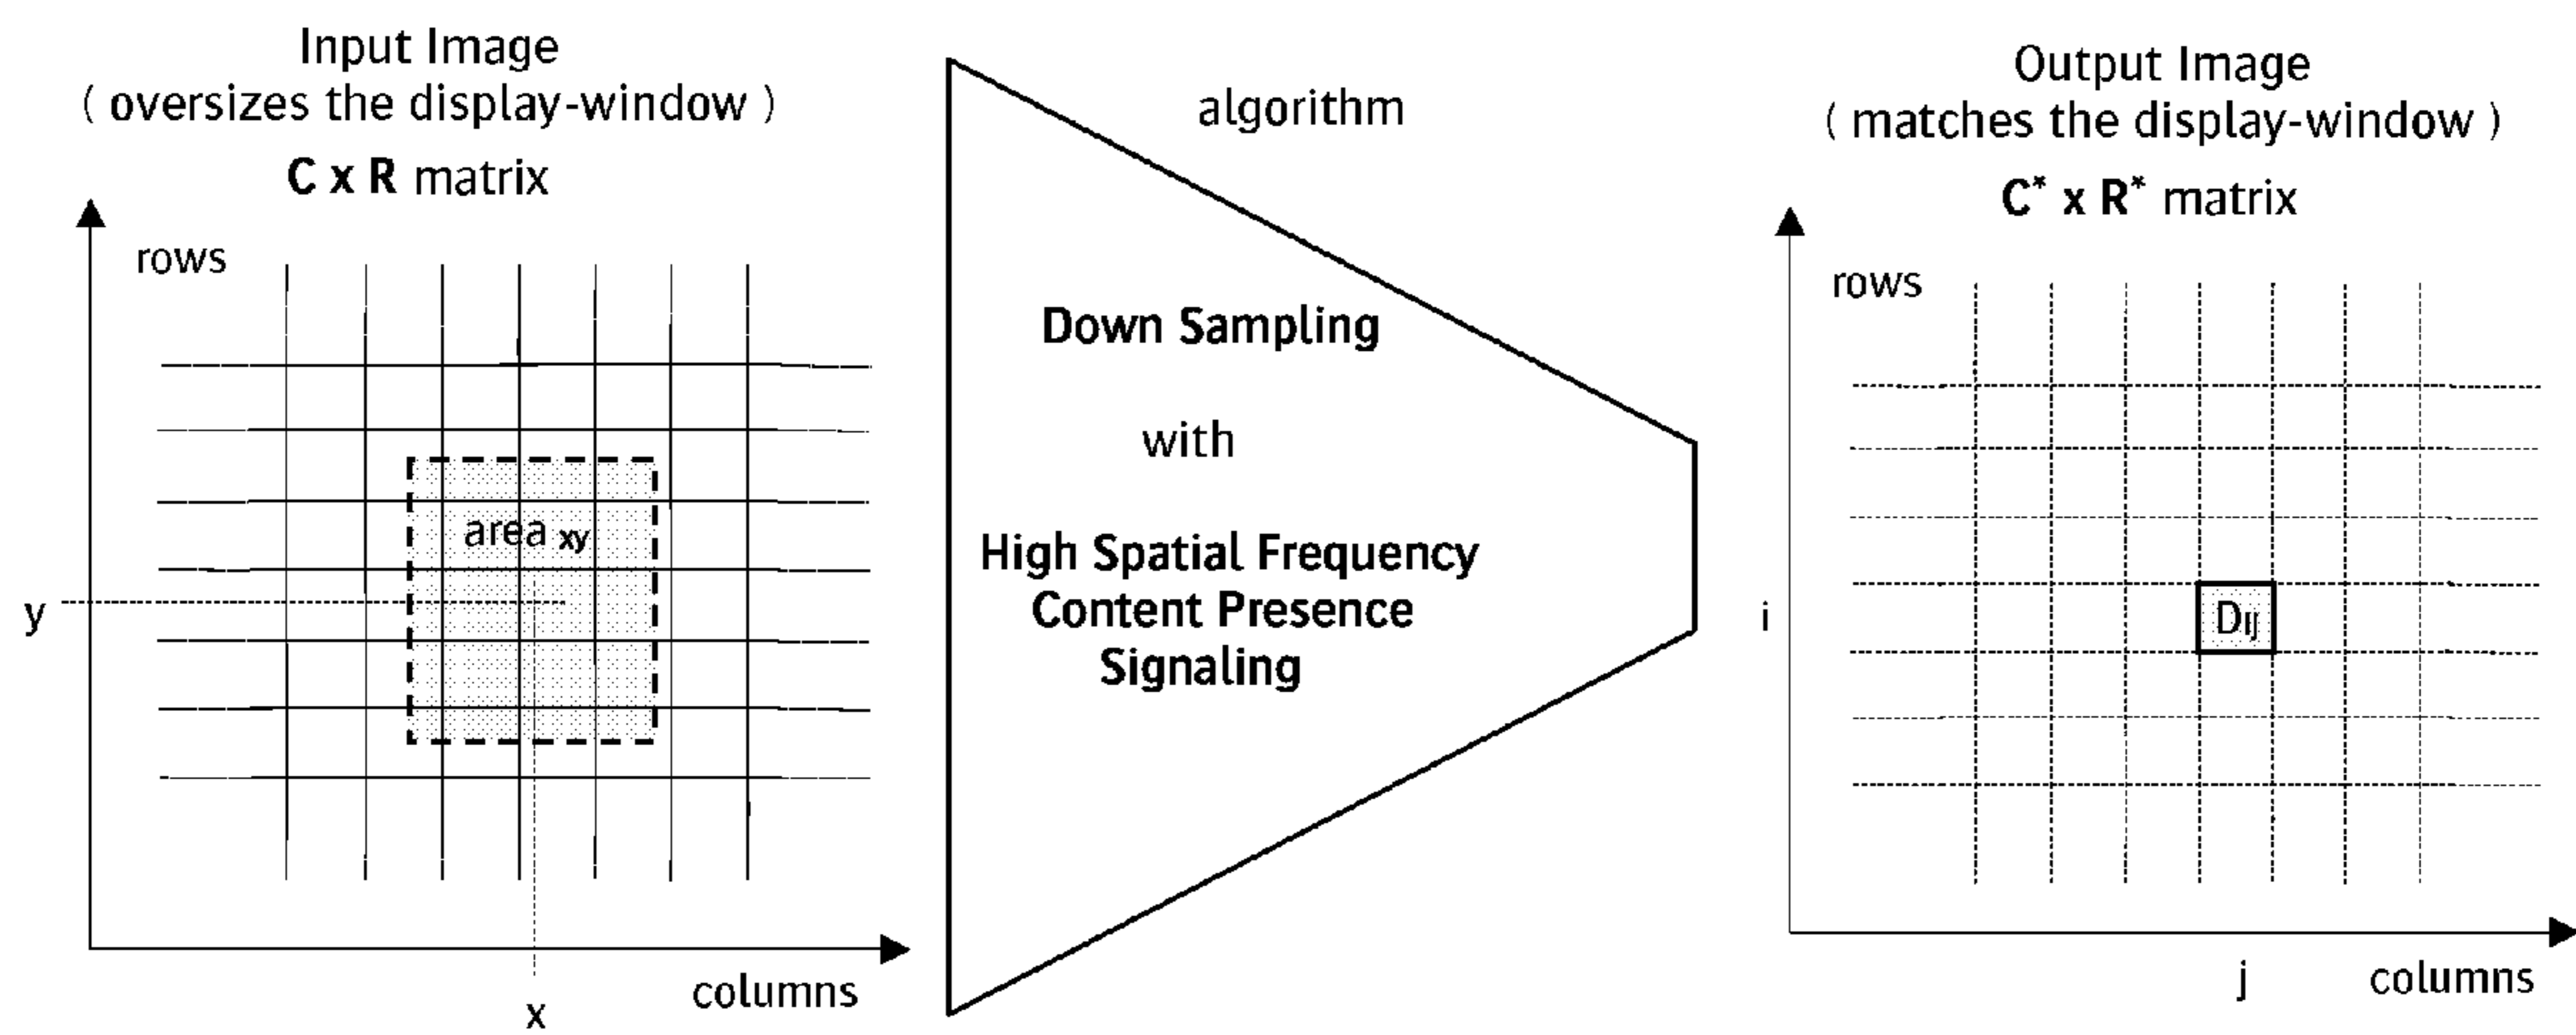 Input Image
( oversizes the display-window )
C x R matrix
rows
area xy
y
columns
x
algorithm
Down Sampling
with
High Spatial Frequency
Content Presence
Signaling
Output Image
( matches the display-window )
C* x R* matrix
rows
i
Dij
j
columns